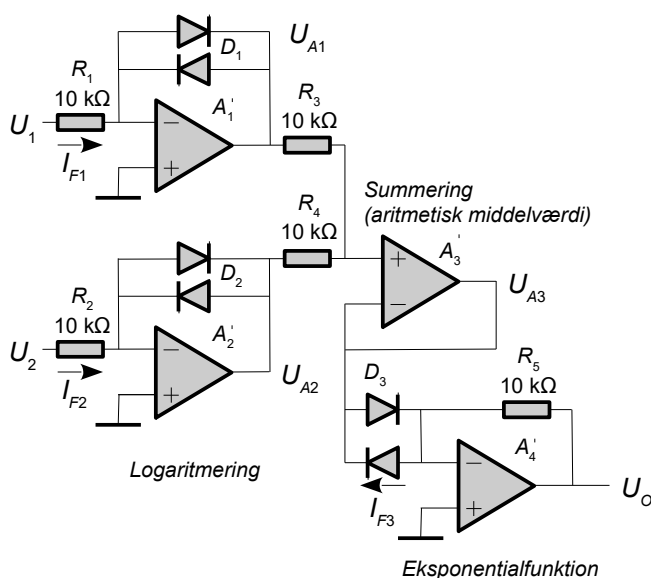 U_A1
D_1
R_1
10 kΩ
A_1'
R_3
10 kΩ
U_1
−
+
I_F1
Summering
(aritmetisk middelværdi)
R_4
10 kΩ
A_3'
+
−
U_A3
D_2
R_2
10 kΩ
A_2'
U_2
−
+
I_F2
U_A2
D_3
R_5
10 kΩ
A_4'
Logaritmering
−
+
I_F3
U_O
Eksponentialfunktion